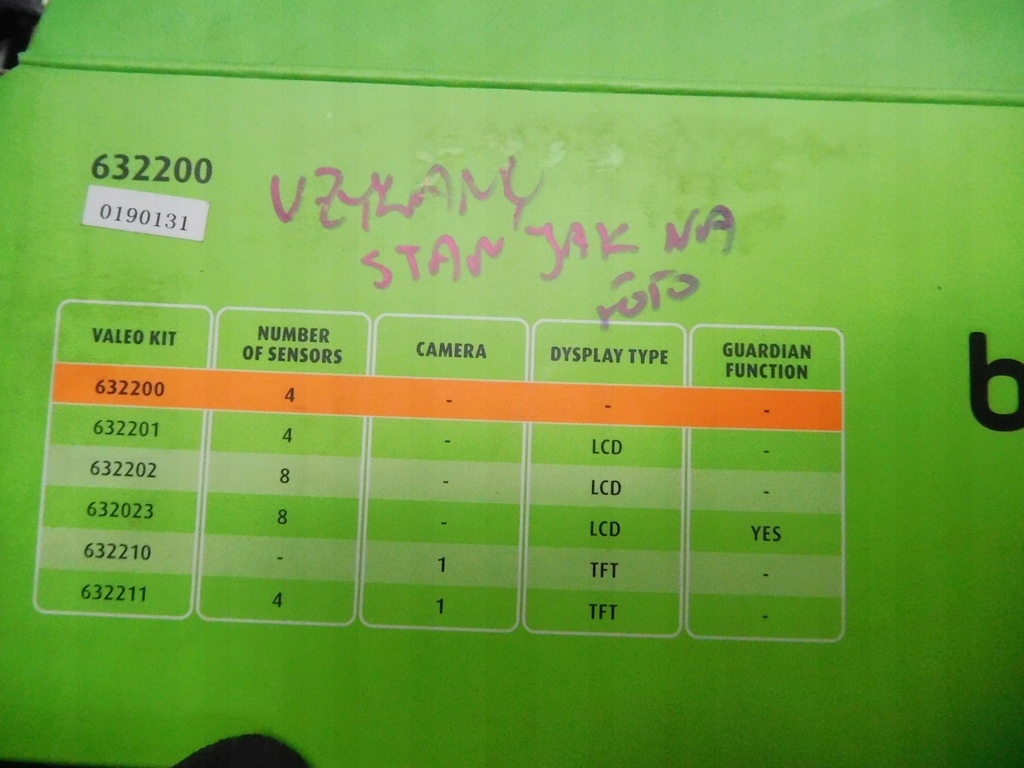 632200
0190131
UŻYWANY
STAN JAK NA
FOTO
VALEO KIT NUMBER OF SENSORS CAMERA DYSPLAY TYPE GUARDIAN FUNCTION
632200 4 - - -
632201 4 - LCD -
632202 8 - LCD -
632023 8 - LCD YES
632210 - 1 TFT -
632211 4 1 TFT -
b